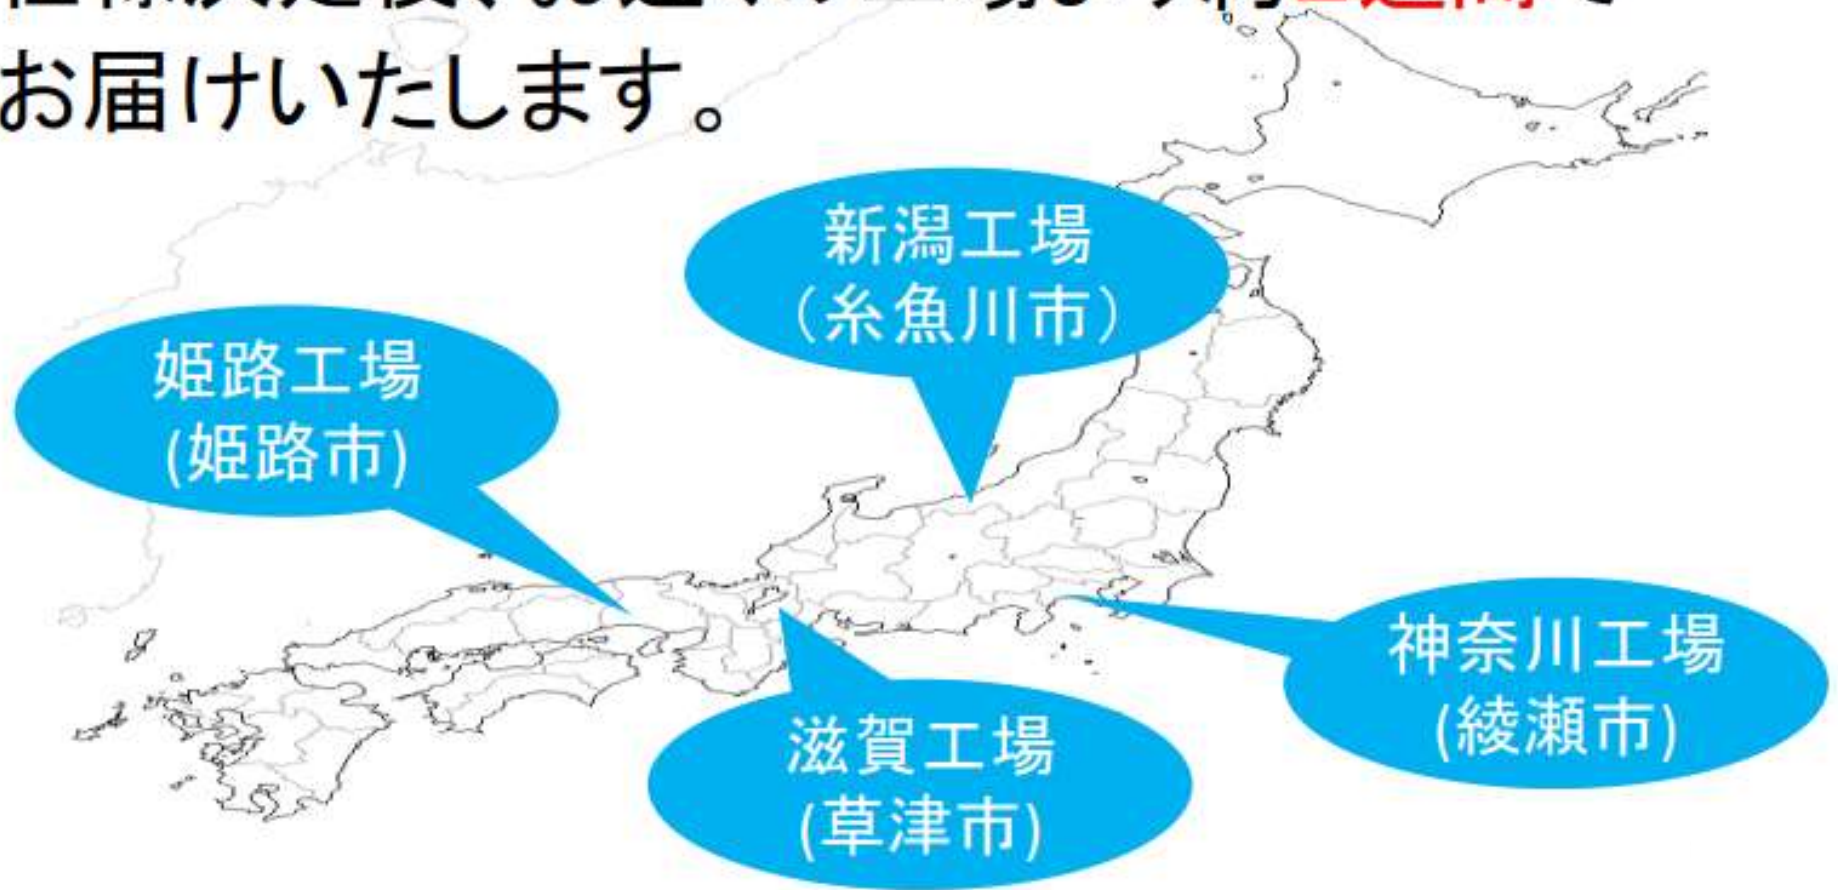 お届けいたします。
新潟工場
（糸魚川市）
姫路工場
(姫路市)
神奈川工場
(綾瀬市)
滋賀工場
(草津市)